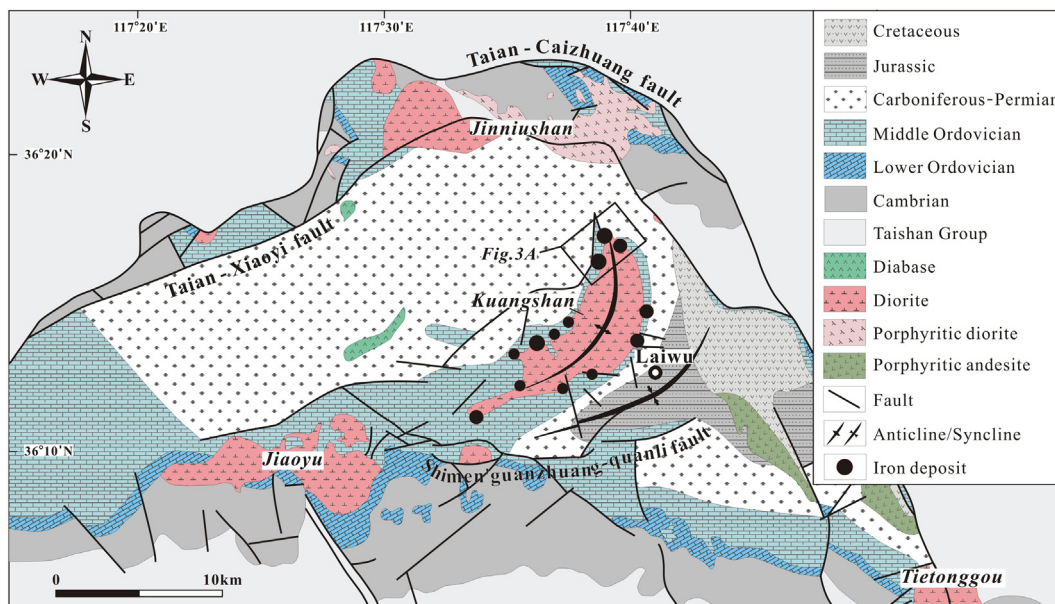 117°20′E
117°30′E
117°40′E
N
W
E
S
36°20′N
36°10′N
Taian-Caizhuang fault
Jinniushan
Taian-Xiaoyi fault
Fig.3A
Kuangshan
Laiwu
Jiaoyu
Shimen guanzhuang-quanli fault
Tietonggou
0
10km
Cretaceous
Jurassic
Carboniferous-Permian
Middle Ordovician
Lower Ordovician
Cambrian
Taishan Group
Diabase
Diorite
Porphyritic diorite
Porphyritic andesite
Fault
Anticline/Syncline
Iron deposit